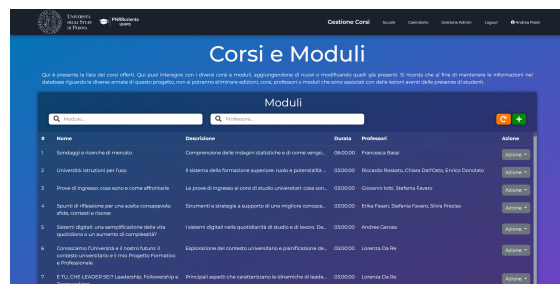 Università
degli Studi
di Padova
PNRRorienta
UNIPD
Gestione Corsi
Scuole
Calendario
Gestione Admin
Logout
Corsi e Moduli
Qui è presente la lista dei corsi offerti. Qui puoi interagire con i diversi corsi e moduli, aggiungendone di nuovi o modificando quelli già presenti. Si ricorda che al fine di mantenere le informazioni nel
database riguardo le diverse annate di questo progetto, non si potranno eliminare edizioni, corsi, professori o moduli che sono associati con delle lezioni aventi delle presenze di studenti.
Moduli
Modulo...
Professore...
# Nome Descrizione Durata Professori Azione
1 Sondaggi e ricerche di mercato Comprensione delle indagini statistiche e di come vengo... 06:00:00 Francesca Bassi Azione
2 Università: istruzioni per l'uso Il sistema della formazione superiore: ruolo e potenzialità ... 03:00:00 Riccardo Rossato, Chiara Dall'Osto, Enrico Donolato Azione
3 Prove di ingresso: cosa sono e come affrontarle Le prove di ingresso ai corsi di studio universitari: cosa son... 03:00:00 Giovanni Iotti, Stefania Favero Azione
4 Spunti di riflessione per una scelta consapevole:
sfide, contesti e risorse
Strumenti e strategie a supporto di una migliore conosce... 03:00:00 Erika Fasan, Stefania Favaro, Silvia Preciso Azione
5 Sistemi digitali: una semplificazione della vita
quotidiana o un aumento di complessità?
I sistemi digitali nella quotidianità di studio e di lavoro. De... 03:00:00 Andrea Gerosa Azione
6 Conosciamo l'Università e il nostro futuro: il
contesto universitario e il mio Progetto Formativo
e Professionale
Esplorazione del contesto universitario e pianificazione de... 03:00:00 Lorenza Da Re Azione
7 E TU, CHE LEADER SEI? Leadership, Followership e
Principali aspetti che caratterizzano le dinamiche di leade... 03:00:00 Lorenza Da Re Azione